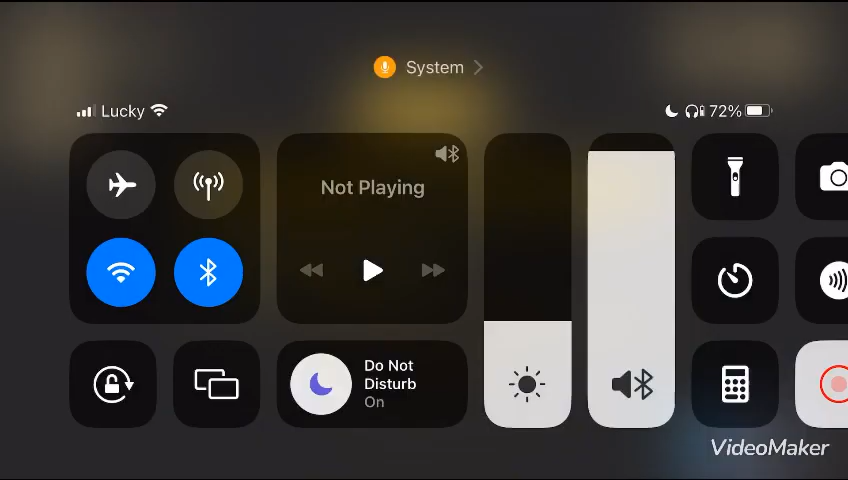 System
Lucky
72%
Not Playing
Do Not
Disturb
On
VideoMaker